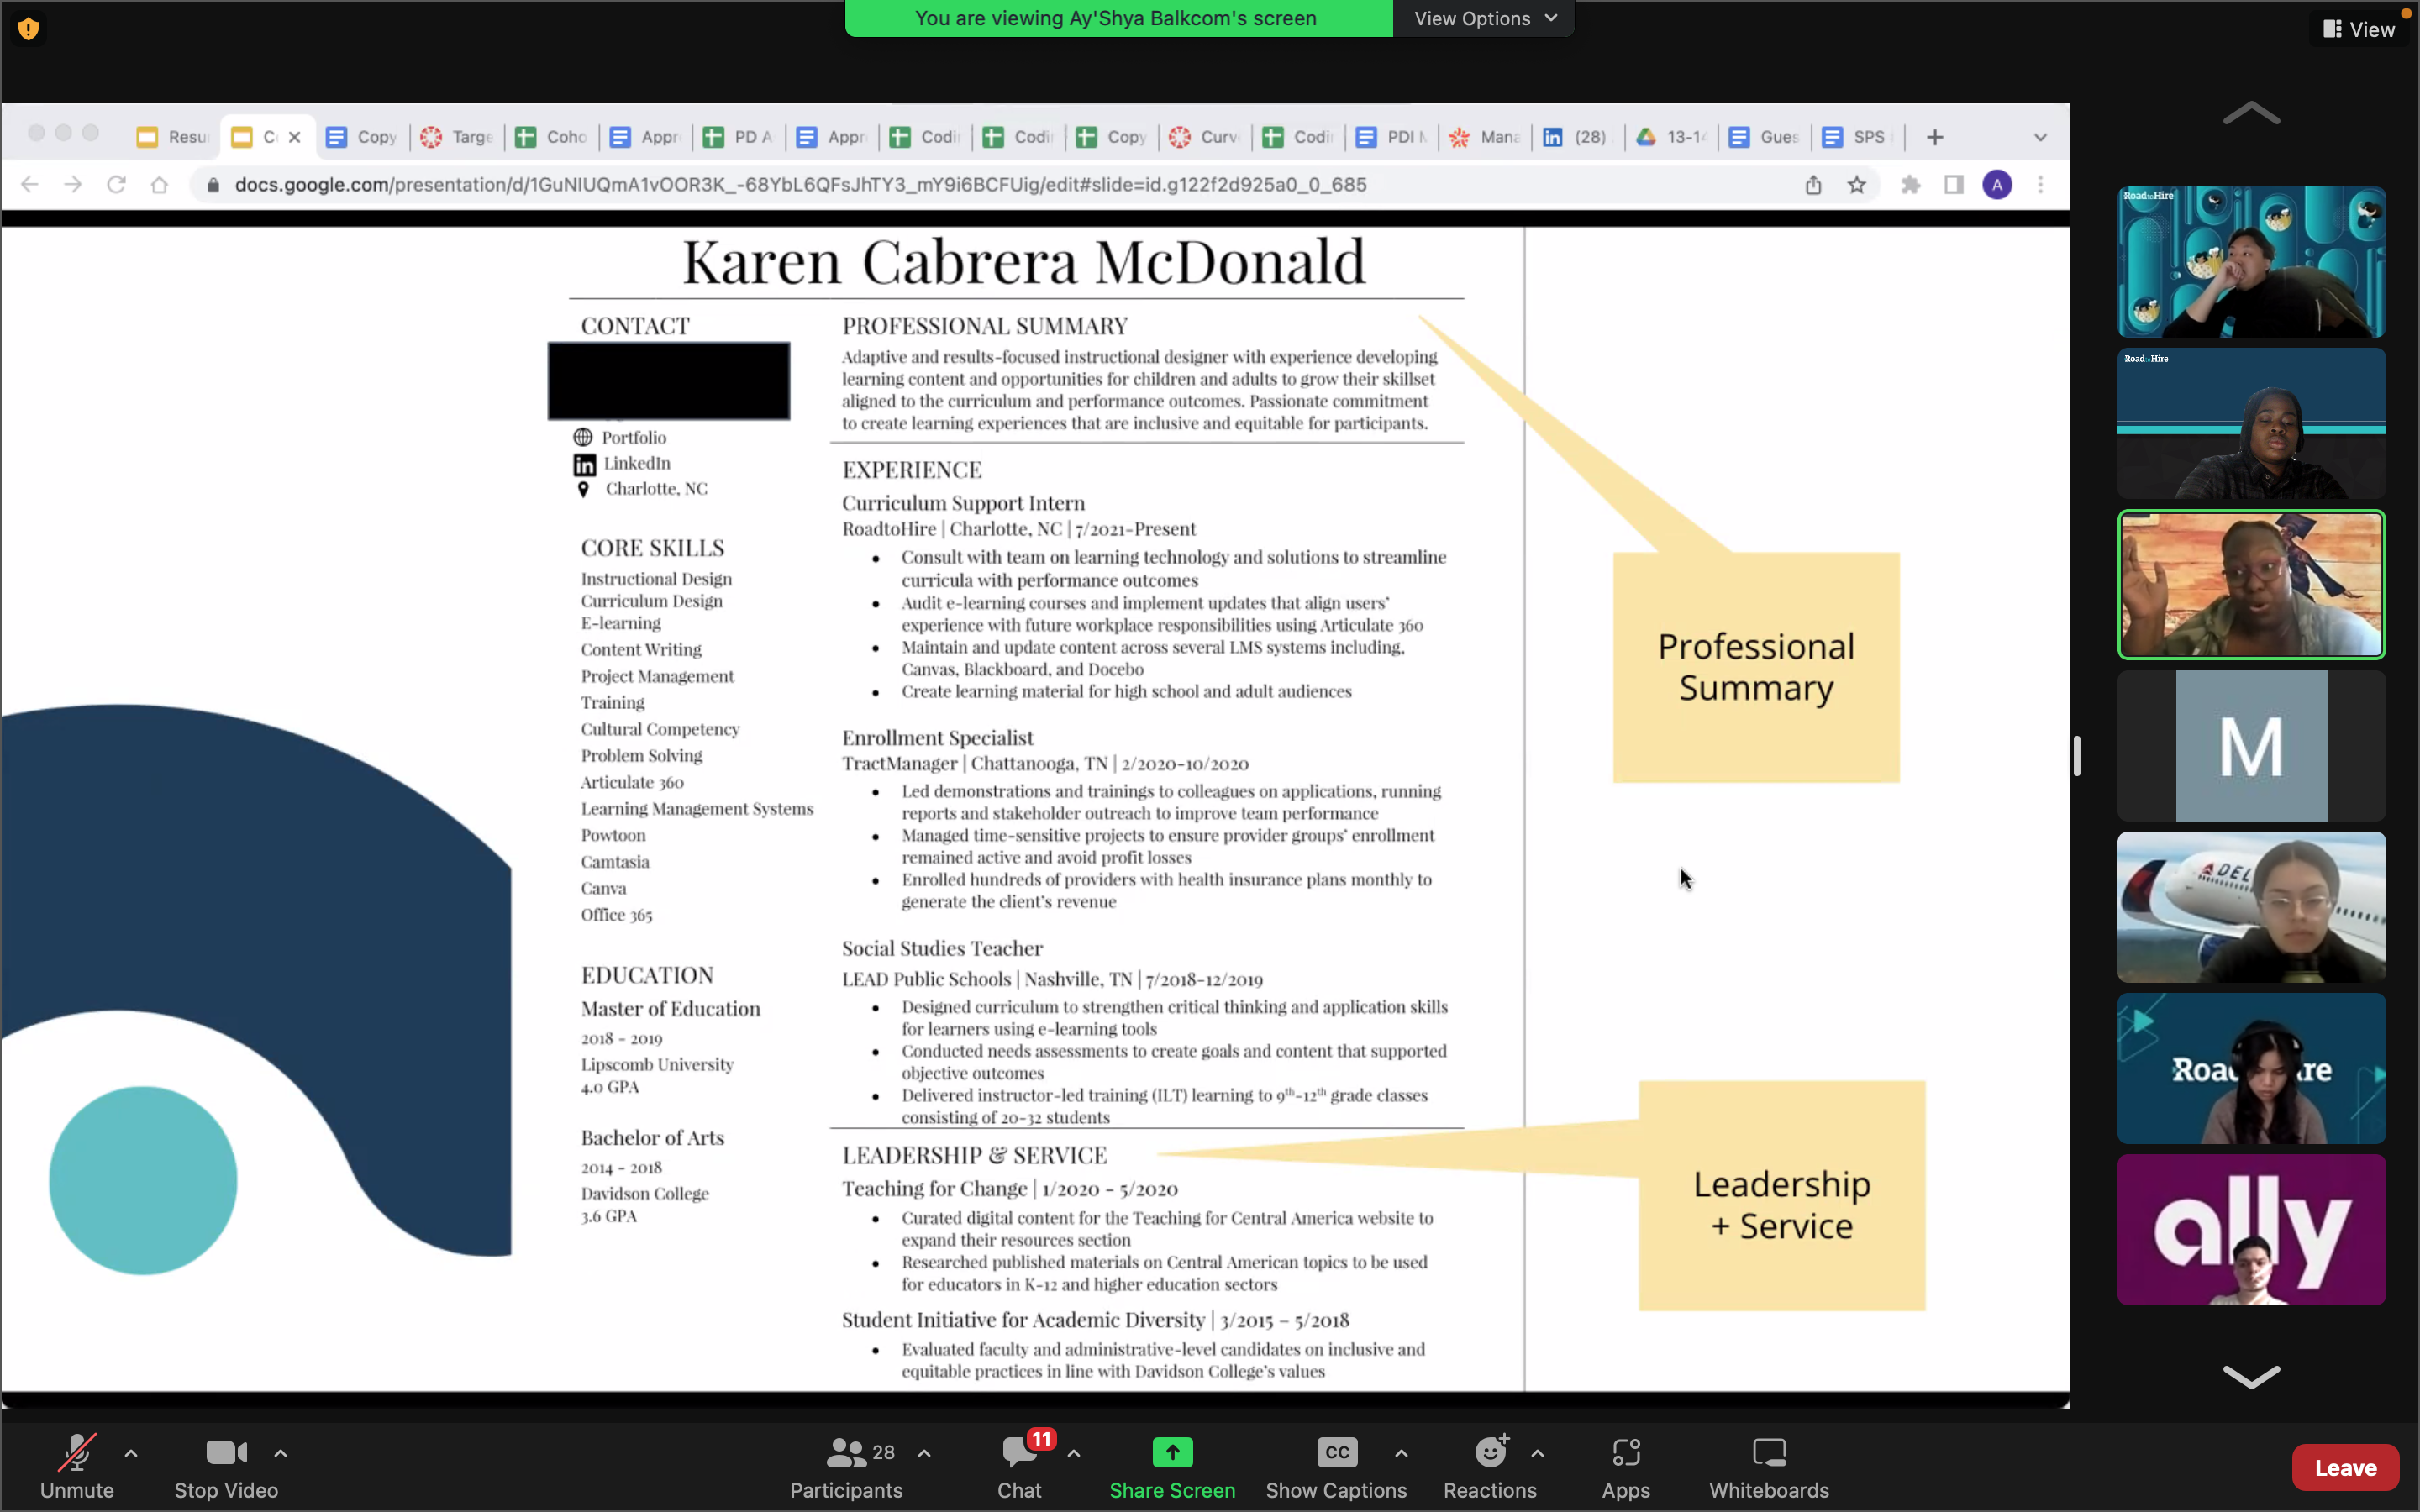 You are viewing Ay'Shya Balkcom's screen
View Options
View
Resu
Co
Copy
Targe
Coho
Appr
PD A
Appr
Codi
Codi
Copy
Curv
Codi
PDI
Mana
(28)
13-14
Gues
SPS
docs.google.com/presentation/d/1GuNIUQmA1vOOR3K_-68YbL6QFsJhTY3_mY9i6BCFUig/edit#slide=id.g122f2d925a0_0_685
A
Karen Cabrera McDonald
CONTACT
Portfolio
in LinkedIn
Charlotte, NC
CORE SKILLS
Instructional Design
Curriculum Design
E-learning
Content Writing
Project Management
Training
Cultural Competency
Problem Solving
Articulate 360
Learning Management Systems
Powtoon
Camtasia
Canva
Office 365
EDUCATION
Master of Education
2018 - 2019
Lipscomb University
4.0 GPA
Bachelor of Arts
2014 - 2018
Davidson College
3.6 GPA
PROFESSIONAL SUMMARY
Adaptive and results-focused instructional designer with experience developing
learning content and opportunities for children and adults to grow their skillset
aligned to the curriculum and performance outcomes. Passionate commitment
to create learning experiences that are inclusive and equitable for participants.
EXPERIENCE
Curriculum Support Intern
RoadtoHire | Charlotte, NC | 7/2021-Present
• Consult with team on learning technology and solutions to streamline
curricula with performance outcomes
• Audit e-learning courses and implement updates that align users'
experience with future workplace responsibilities using Articulate 360
• Maintain and update content across several LMS systems including,
Canvas, Blackboard, and Docebo
• Create learning material for high school and adult audiences
Enrollment Specialist
TractManager | Chattanooga, TN | 2/2020-10/2020
• Led demonstrations and trainings to colleagues on applications, running
reports and stakeholder outreach to improve team performance
• Managed time-sensitive projects to ensure provider groups' enrollment
remained active and avoid profit losses
• Enrolled hundreds of providers with health insurance plans monthly to
generate the client's revenue
Social Studies Teacher
LEAD Public Schools | Nashville, TN | 7/2018-12/2019
• Designed curriculum to strengthen critical thinking and application skills
for learners using e-learning tools
• Conducted needs assessments to create goals and content that supported
objective outcomes
• Delivered instructor-led training (ILT) learning to 9th-12th grade classes
consisting of 20-32 students
LEADERSHIP & SERVICE
Teaching for Change | 1/2020 - 5/2020
• Curated digital content for the Teaching for Central America website to
expand their resources section
• Researched published materials on Central American topics to be used
for educators in K-12 and higher education sectors
Student Initiative for Academic Diversity | 3/2015 – 5/2018
• Evaluated faculty and administrative-level candidates on inclusive and
equitable practices in line with Davidson College's values
Professional
Summary
Leadership
+ Service
RoadtoHire
Road Hire
M
DEL
Road re
ally
Unmute
Stop Video
28
Participants
11
Chat
Share Screen
CC
Show Captions
Reactions
Apps
Whiteboards
Leave